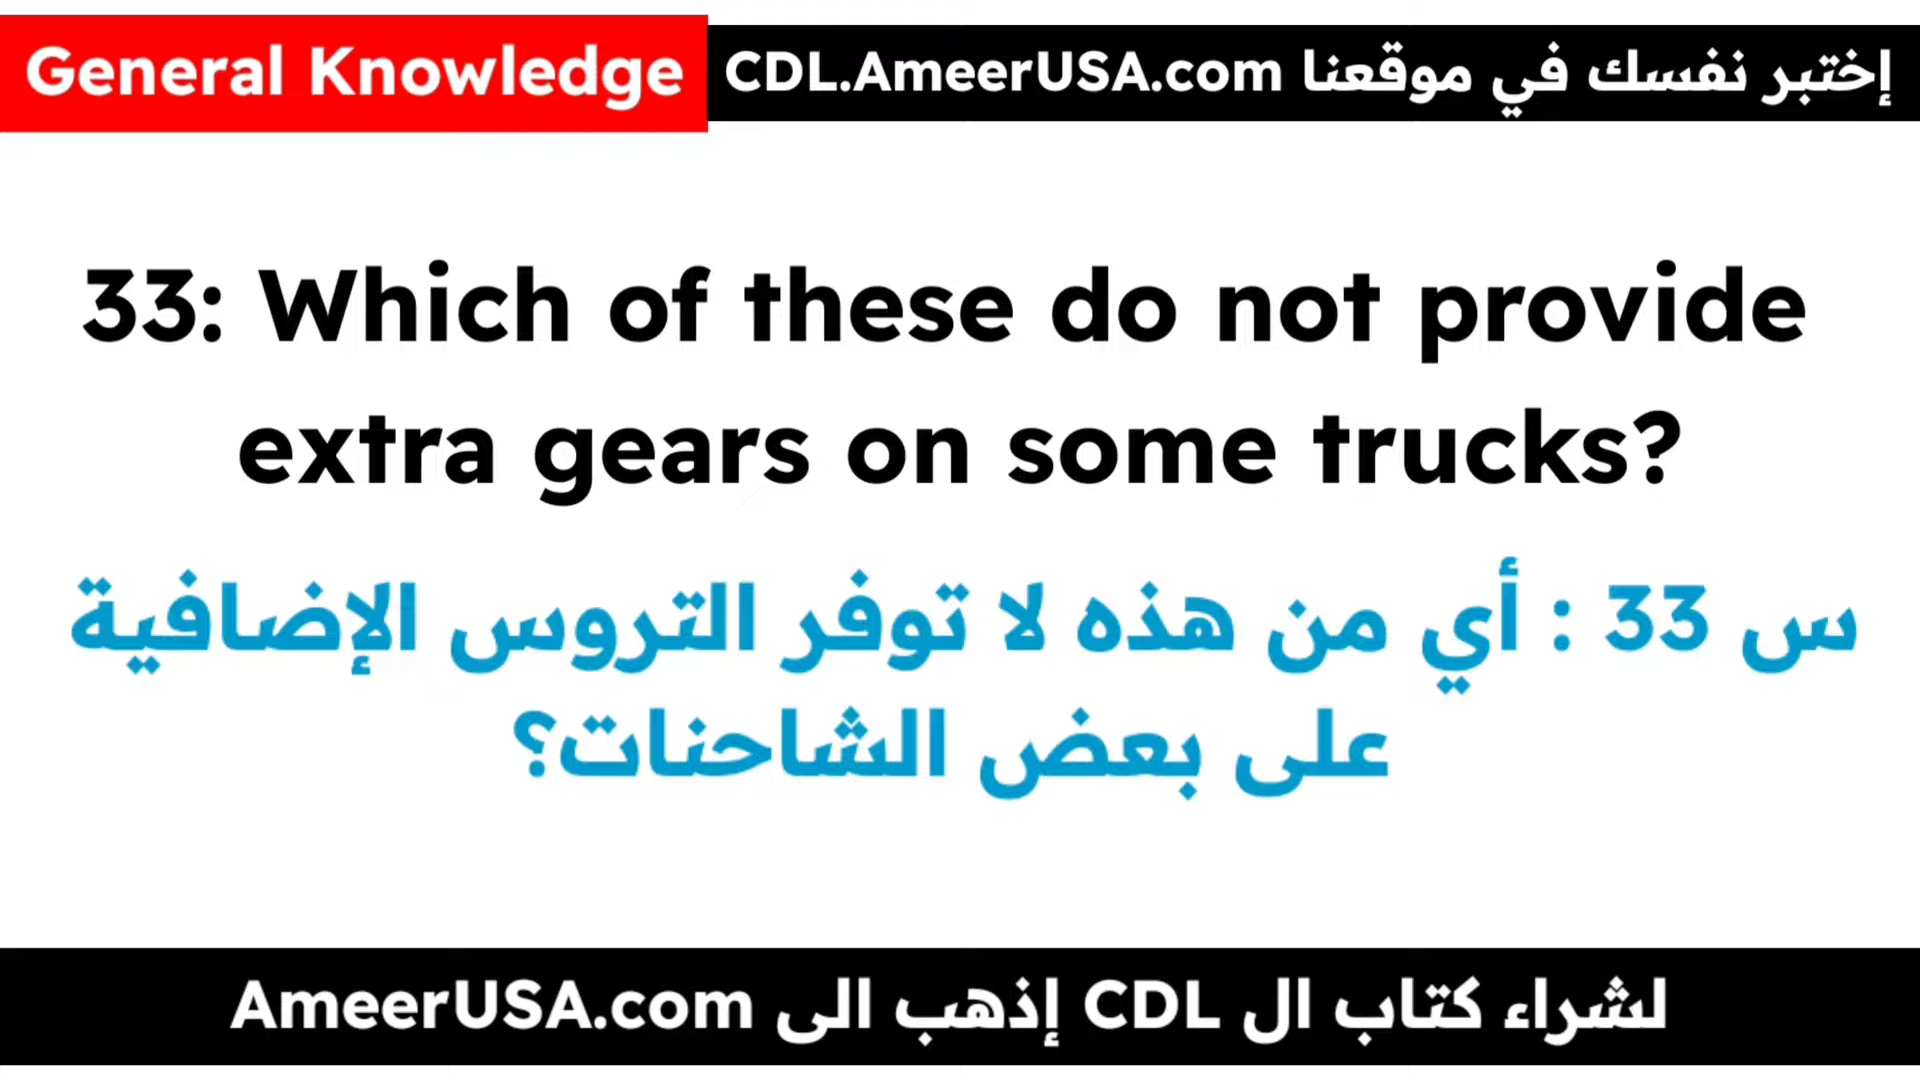 General Knowledge
إختبر نفسك في موقعنا CDL.AmeerUSA.com
33: Which of these do not provide
extra gears on some trucks?
س 33 : أي من هذه لا توفر التروس الإضافية
على بعض الشاحنات؟
لشراء كتاب ال CDL إذهب الى AmeerUSA.com